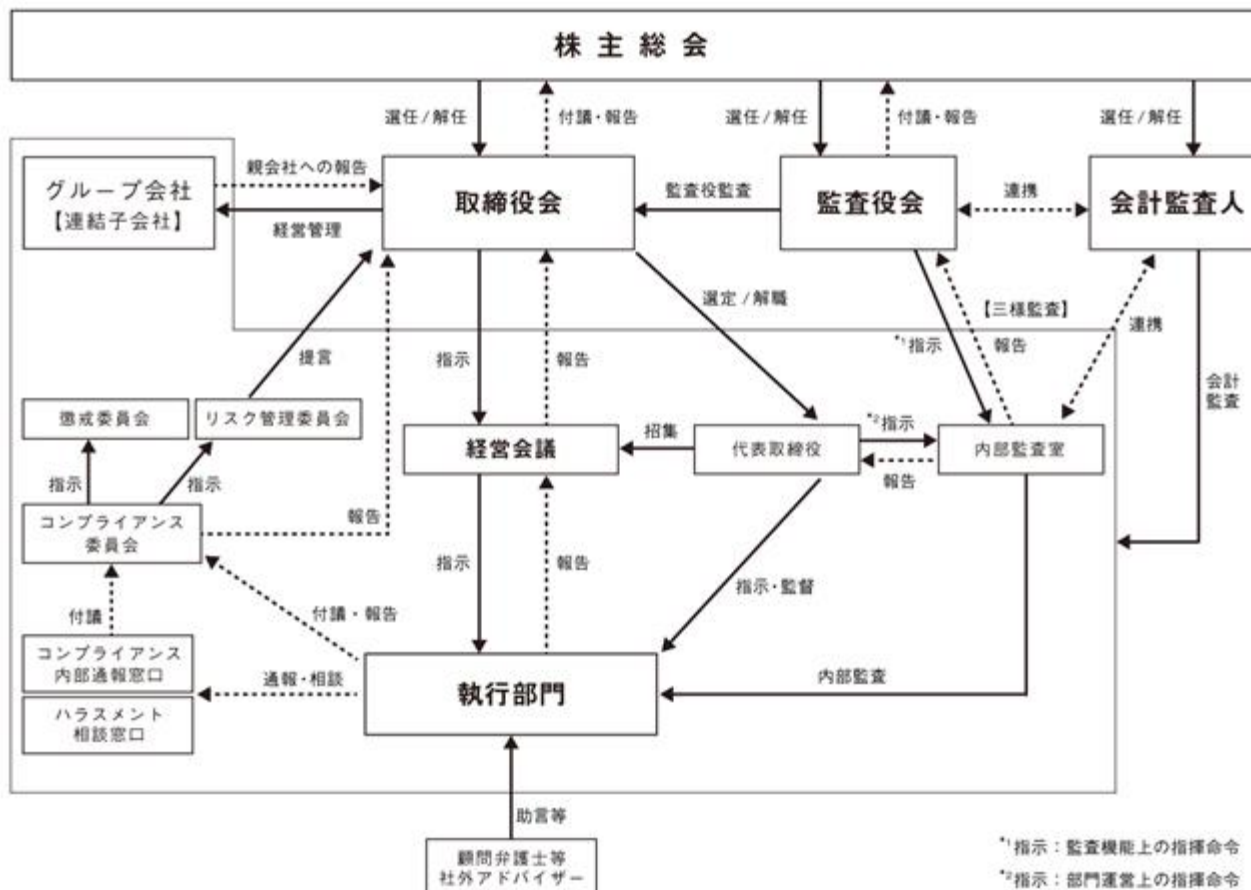 株主総会
選任/解任
付議・報告
選任/解任
付議・報告
選任/解任
グループ会社
【連結子会社】
親会社への報告
経営管理
取締役会
監査役監査
監査役会
連携
会計監査人
選定/解職
【三様監査】
*1指示
報告
連携
提言
指示
報告
会計
監査
懲戒委員会
リスク管理委員会
経営会議
招集
代表取締役
*2指示
報告
内部監査室
指示
指示
コンプライアンス
委員会
報告
指示
報告
指示・監督
付議
付議・報告
コンプライアンス
内部通報窓口
通報・相談
ハラスメント
相談窓口
執行部門
内部監査
助言等
顧問弁護士等
社外アドバイザー
*1指示：監査機能上の指揮命令
*2指示：部門運営上の指揮命令